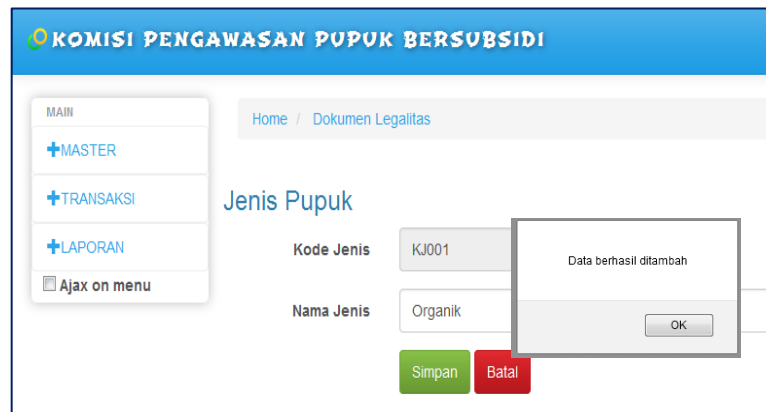 KOMISI PENGAWASAN PUPUK BERSUBSIDI
MAIN
+MASTER
+TRANSAKSI
+LAPORAN
Ajax on menu
Home / Dokumen Legalitas
Jenis Pupuk
Kode Jenis KJ001
Nama Jenis Organik
Simpan Batal
Data berhasil ditambah
OK